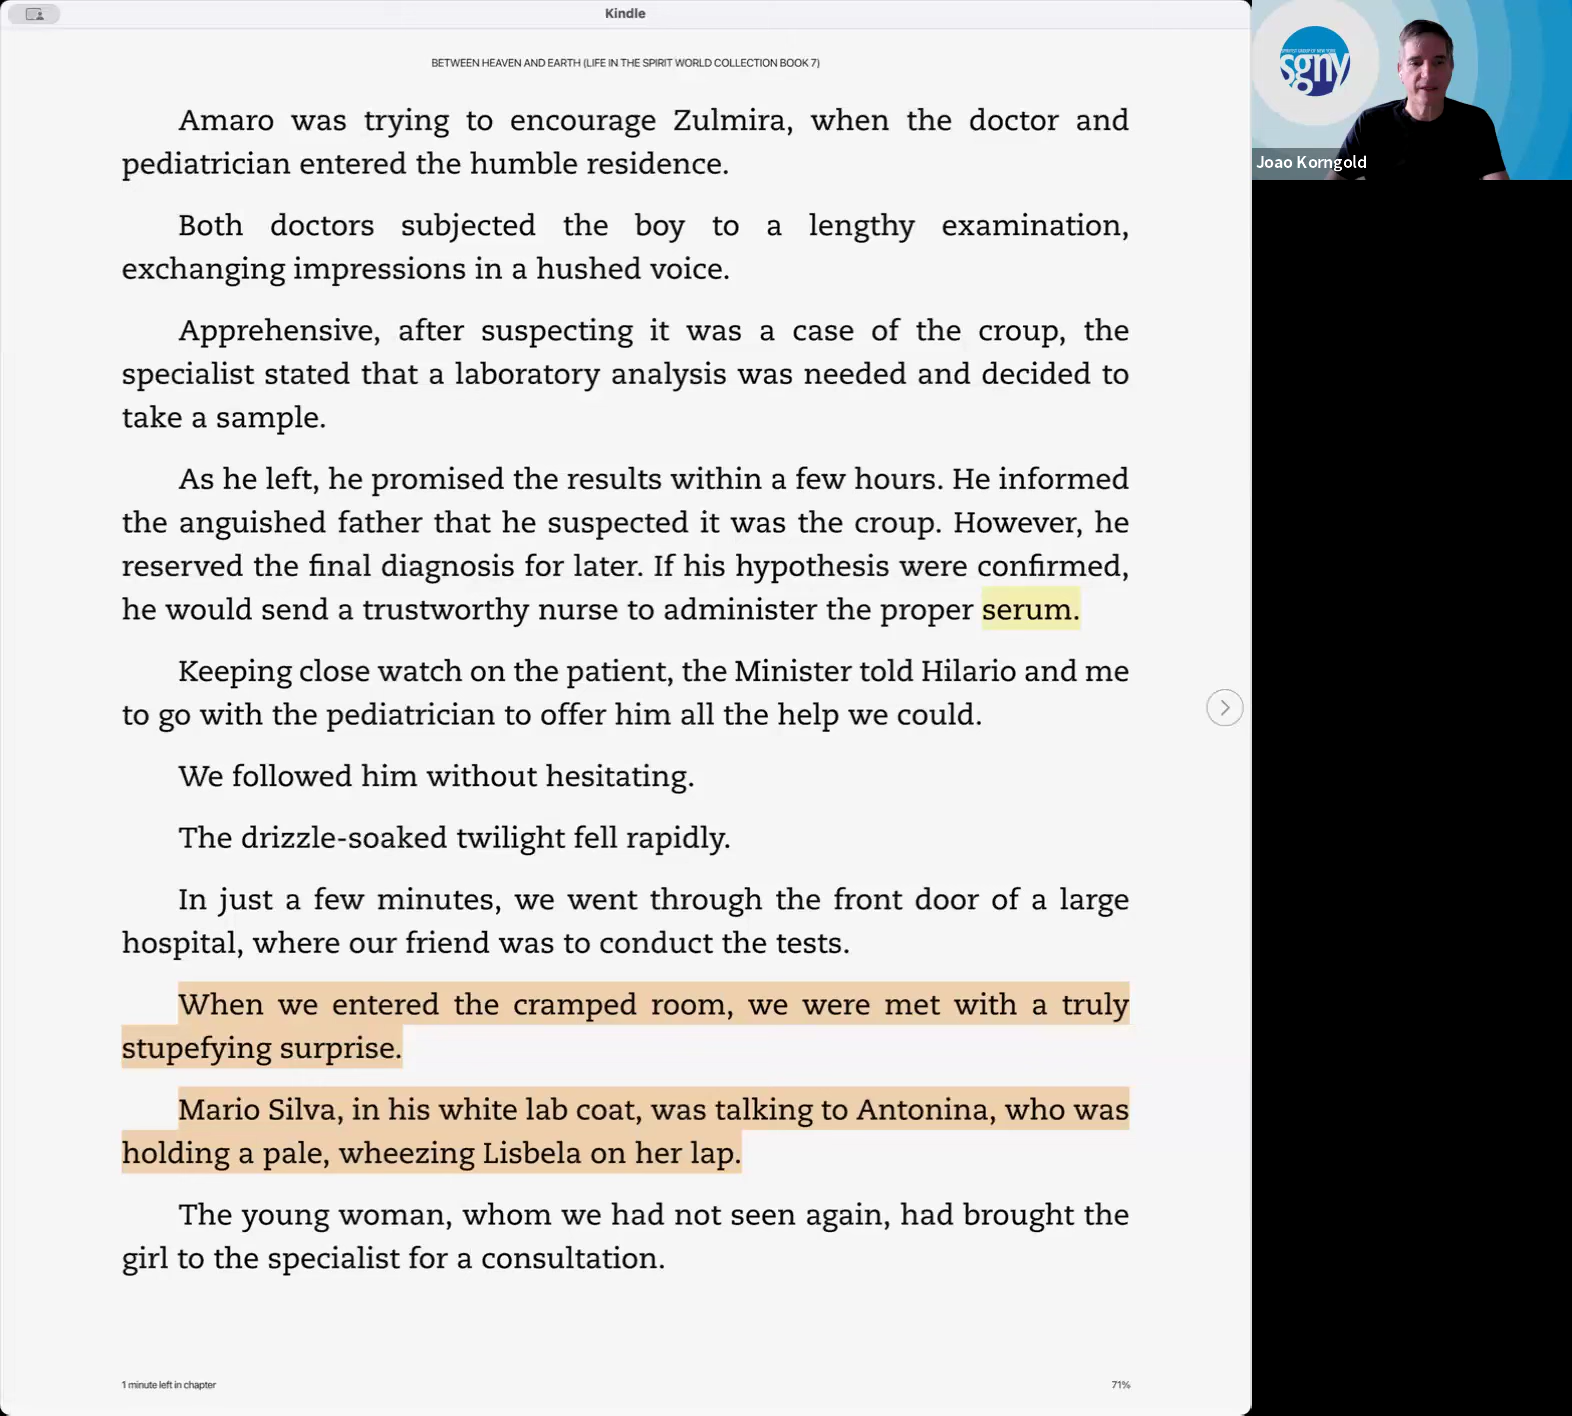 Kindle
BETWEEN HEAVEN AND EARTH (LIFE IN THE SPIRIT WORLD COLLECTION BOOK 7)
Amaro was trying to encourage Zulmira, when the doctor and
pediatrician entered the humble residence.
Both doctors subjected the boy to a lengthy examination,
exchanging impressions in a hushed voice.
Apprehensive, after suspecting it was a case of the croup, the
specialist stated that a laboratory analysis was needed and decided to
take a sample.
As he left, he promised the results within a few hours. He informed
the anguished father that he suspected it was the croup. However, he
reserved the final diagnosis for later. If his hypothesis were confirmed,
he would send a trustworthy nurse to administer the proper serum.
Keeping close watch on the patient, the Minister told Hilario and me
to go with the pediatrician to offer him all the help we could.
We followed him without hesitating.
The drizzle-soaked twilight fell rapidly.
In just a few minutes, we went through the front door of a large
hospital, where our friend was to conduct the tests.
When we entered the cramped room, we were met with a truly
stupefying surprise.
Mario Silva, in his white lab coat, was talking to Antonina, who was
holding a pale, wheezing Lisbela on her lap.
The young woman, whom we had not seen again, had brought the
girl to the specialist for a consultation.
1 minute left in chapter
71%
sgny
Joao Korngold